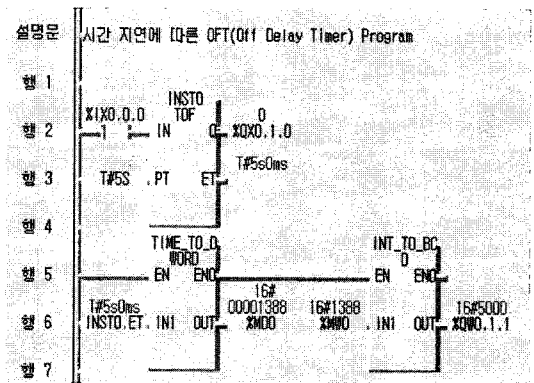 설명문 시간 지연에 따른 OFT(Off Delay Timer) Program
행 1
INST0
%IX0.0.0 TOF 0
행 2 1 IN Q %QX0.1.0
T#5s0ms
행 3 T#5S PT ET
행 4
TIME_TO_D INT_TO_BC
WORD D
행 5 EN ENO EN ENO
16#
T#5s0ms 00001388 16#1388 16#5000
행 6 INST0.ET IN1 OUT %MD0 %MW0 IN1 OUT %QW0.1.1
행 7